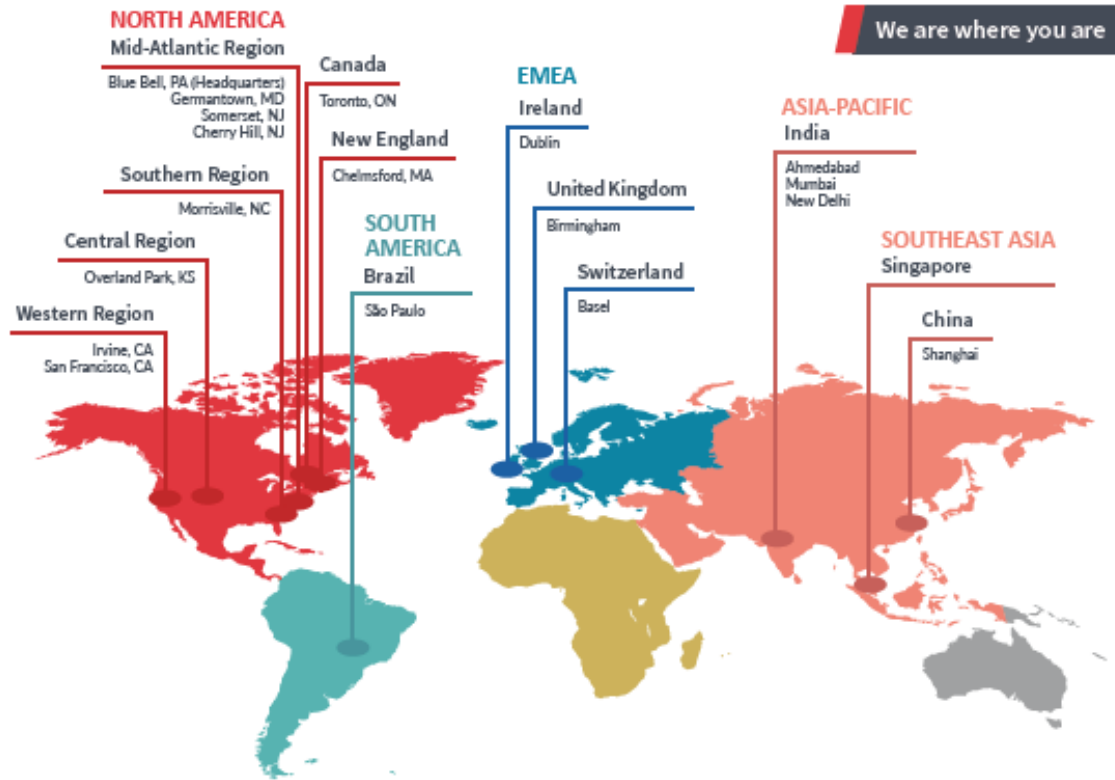 We are where you are
NORTH AMERICA
Mid-Atlantic Region
Blue Bell, PA (Headquarters)
Germantown, MD
Somerset, NJ
Cherry Hill, NJ
Canada
Toronto, ON
New England
Chelmsford, MA
Southern Region
Morrisville, NC
Central Region
Overland Park, KS
Western Region
Irvine, CA
San Francisco, CA
SOUTH
AMERICA
Brazil
São Paulo
EMEA
Ireland
Dublin
United Kingdom
Birmingham
Switzerland
Basel
ASIA-PACIFIC
India
Ahmedabad
Mumbai
New Delhi
SOUTHEAST ASIA
Singapore
China
Shanghai